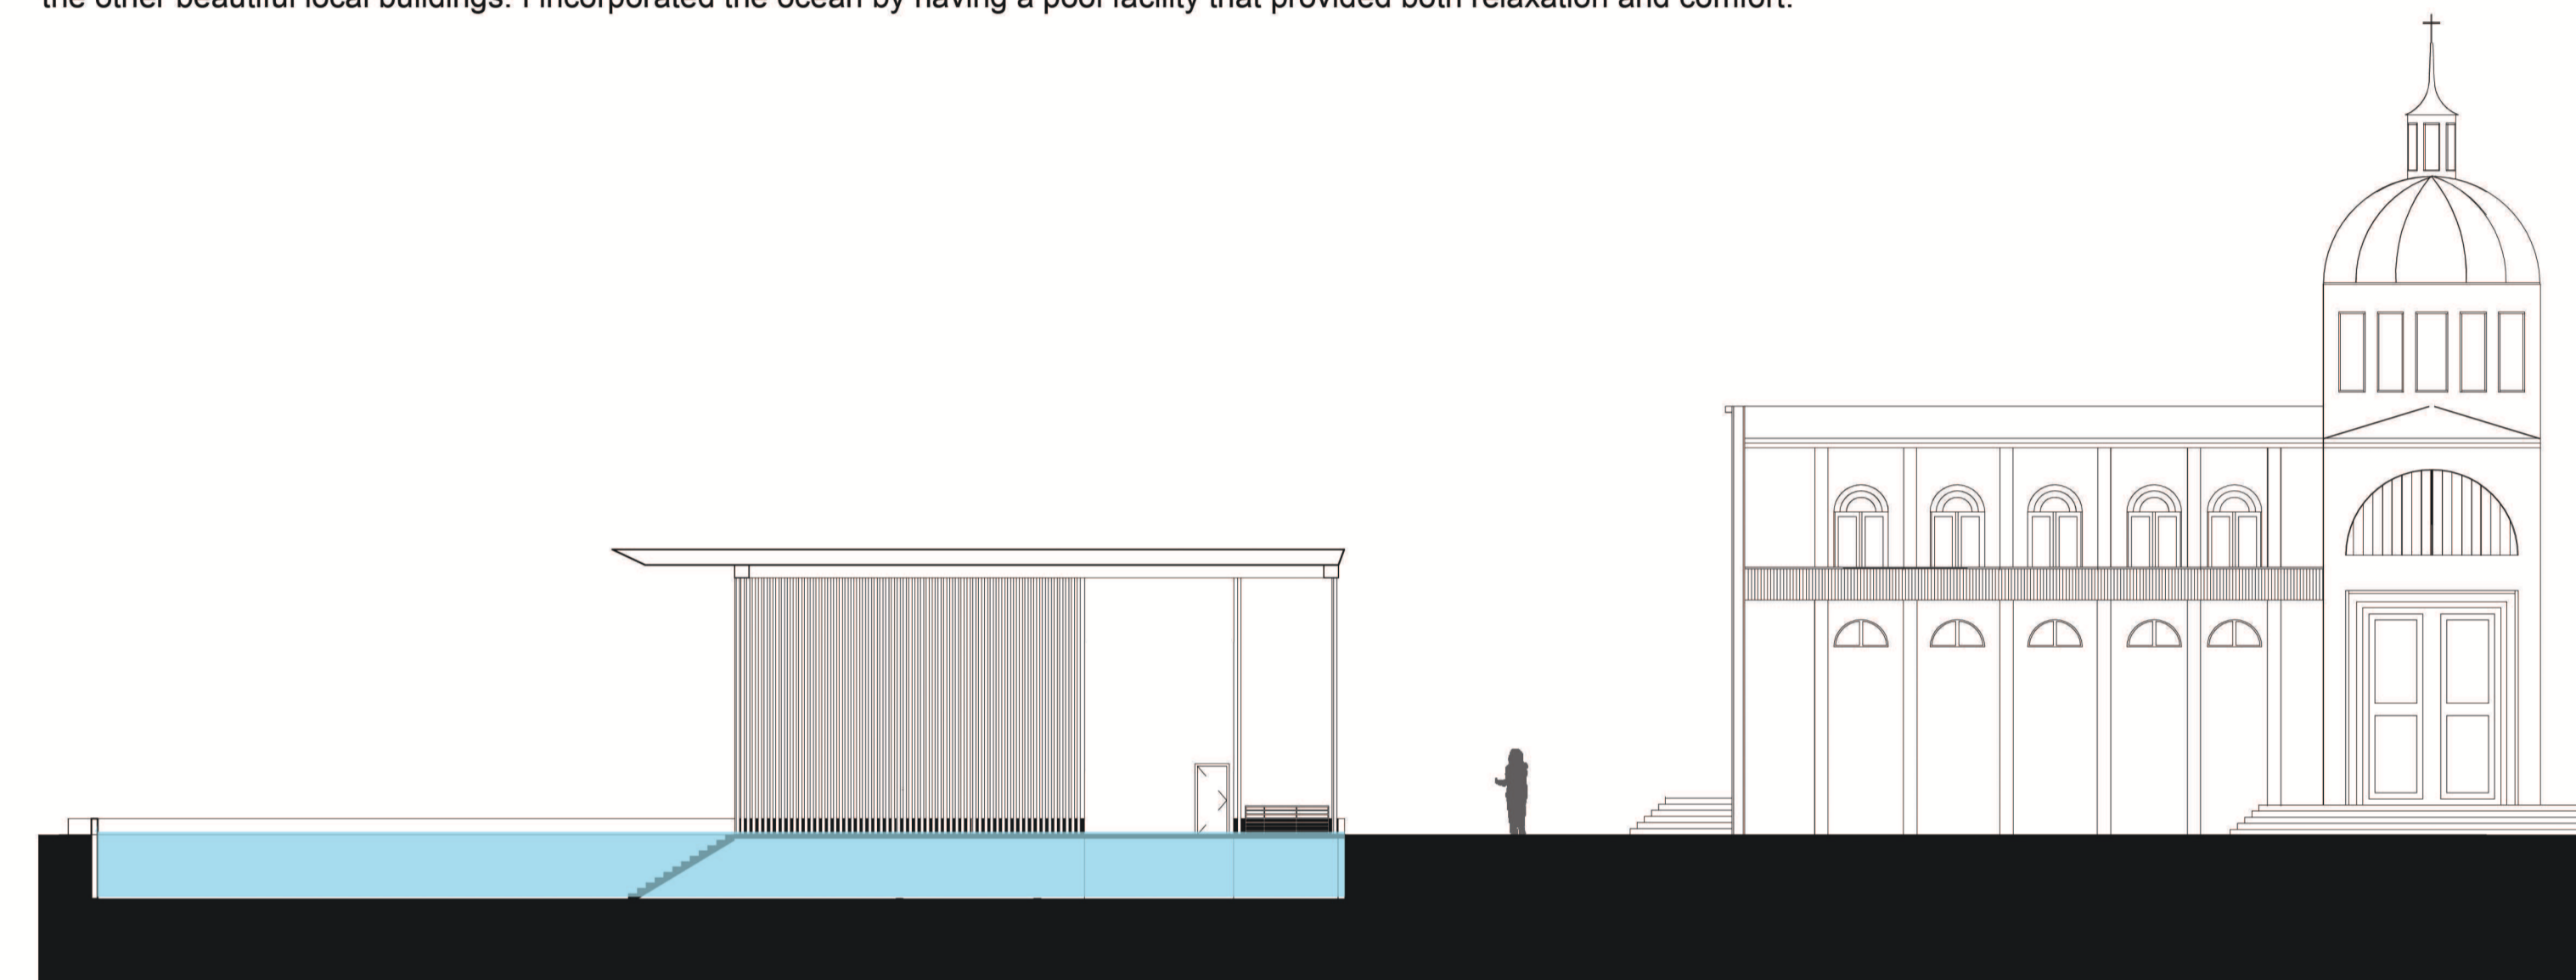 the other beautiful local buildings. I incorporated the ocean by having a pool facility that provided both relaxation and comfort.